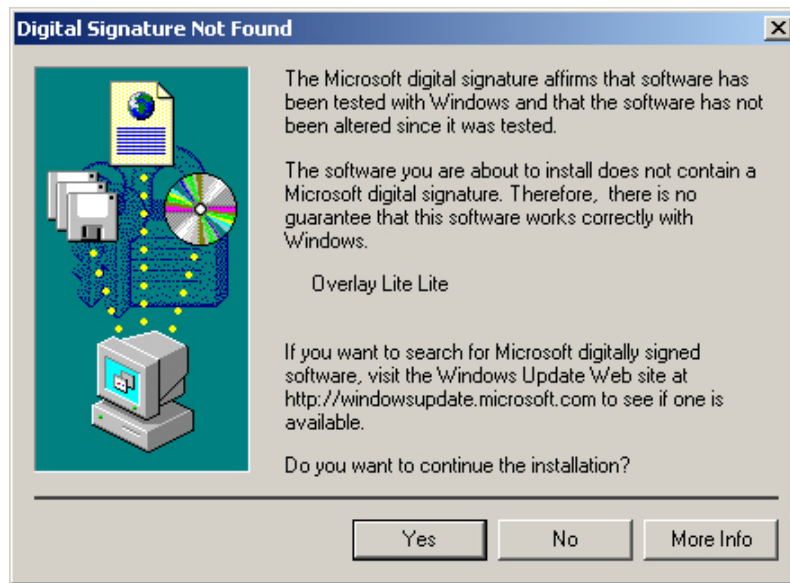 Digital Signature Not Found
The Microsoft digital signature affirms that software has
been tested with Windows and that the software has not
been altered since it was tested.
The software you are about to install does not contain a
Microsoft digital signature. Therefore, there is no
guarantee that this software works correctly with
Windows.
Overlay Lite Lite
If you want to search for Microsoft digitally signed
software, visit the Windows Update Web site at
http://windowsupdate.microsoft.com to see if one is
available.
Do you want to continue the installation?
Yes
No
More Info